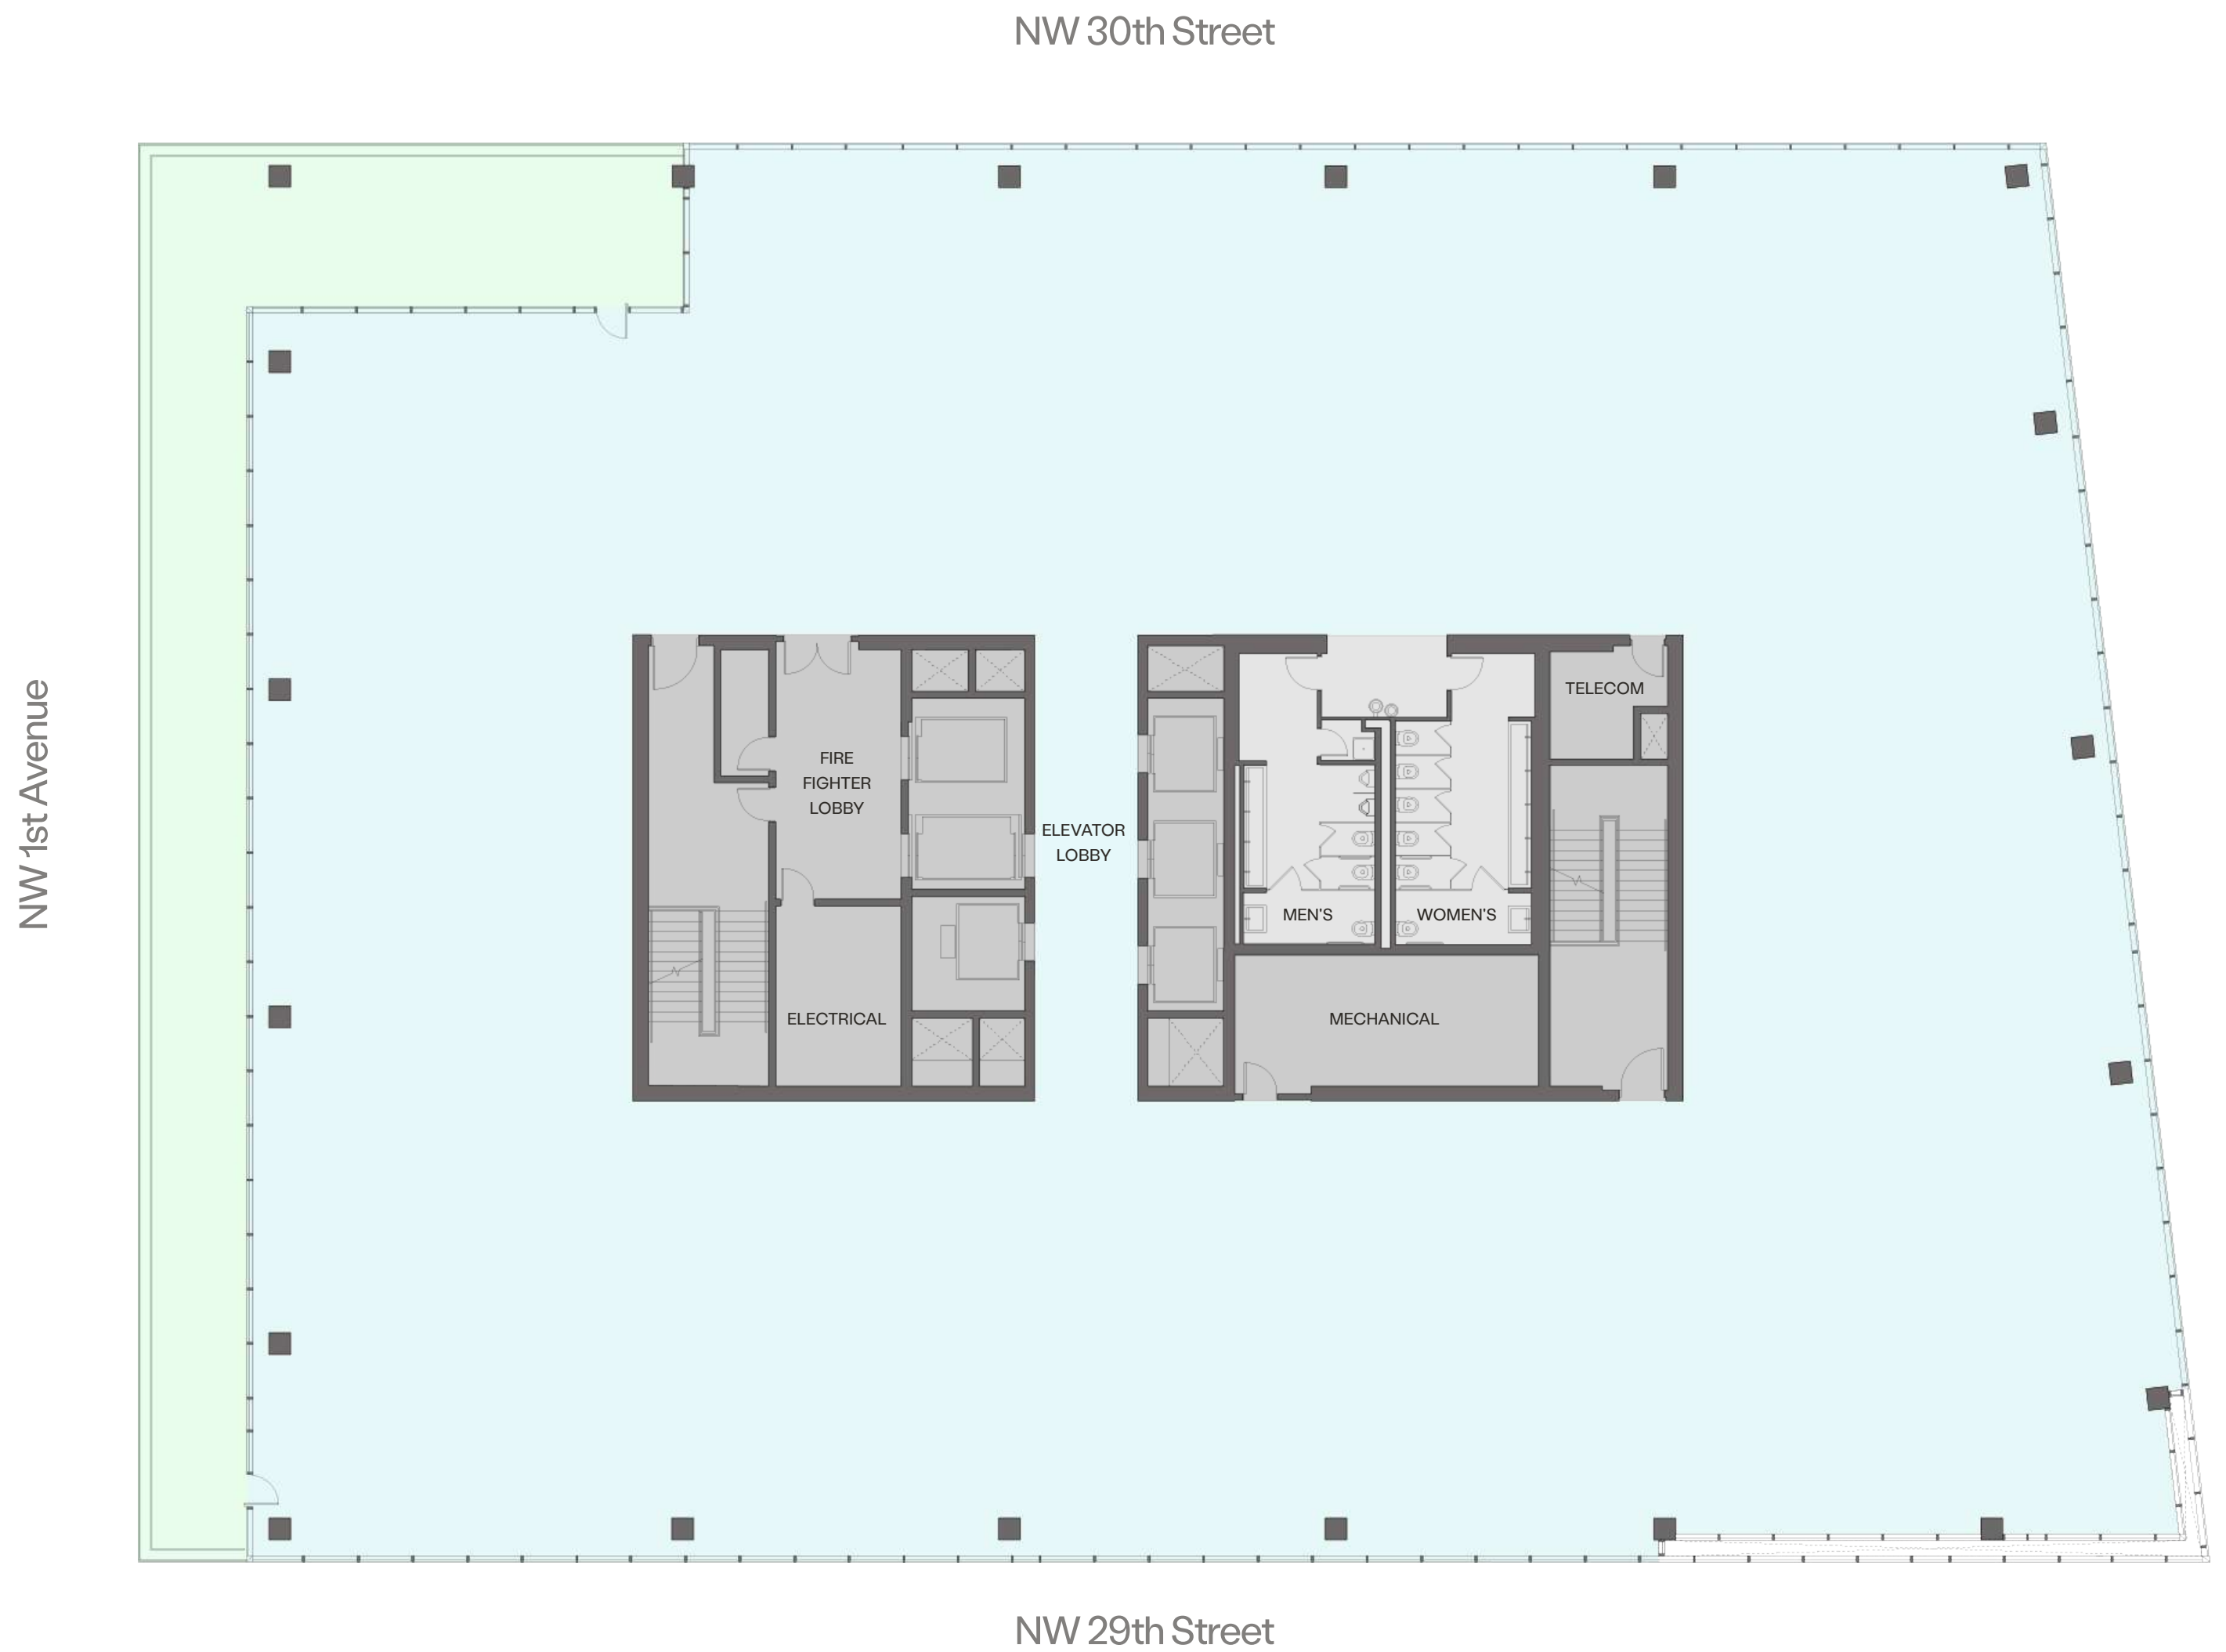 NW 30th Street
NW 1st Avenue
TELECOM
FIRE
FIGHTER
LOBBY
ELEVATOR
LOBBY
MEN'S
WOMEN'S
ELECTRICAL
MECHANICAL
NW 29th Street